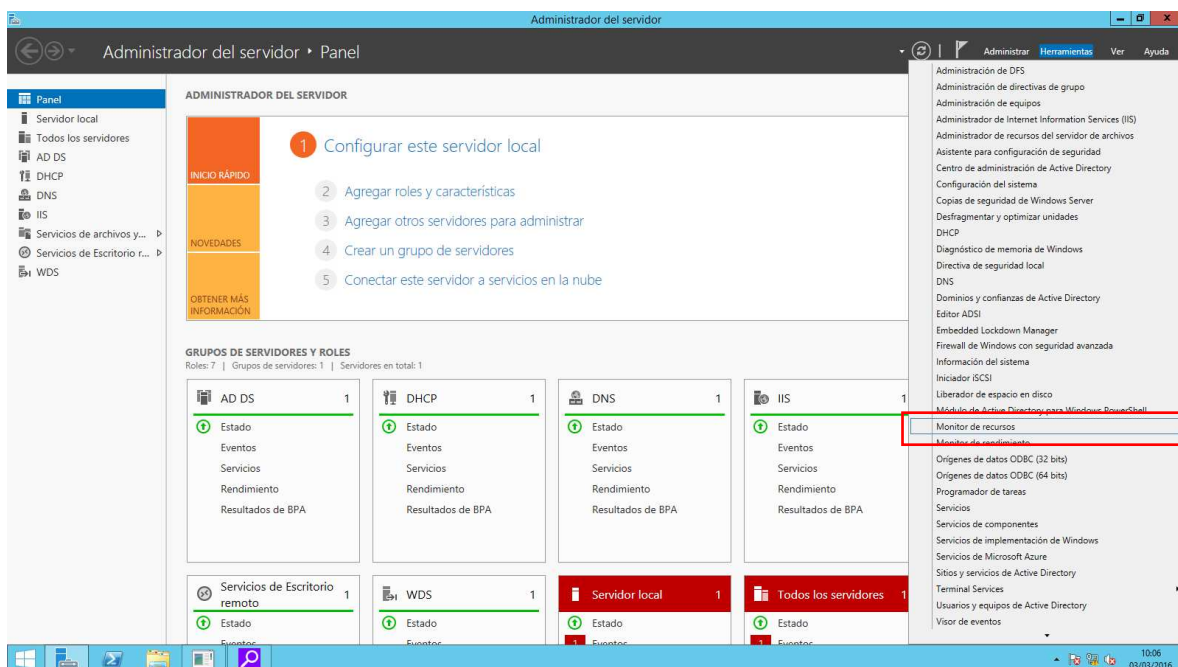 Administrador del servidor
Administrador del servidor ‣ Panel
Administrar Herramientas Ver Ayuda
Panel
Servidor local
Todos los servidores
AD DS
DHCP
DNS
IIS
Servicios de archivos y...
Servicios de Escritorio r...
WDS
ADMINISTRADOR DEL SERVIDOR
INICIO RÁPIDO
NOVEDADES
OBTENER MÁS
INFORMACIÓN
1 Configurar este servidor local
2 Agregar roles y características
3 Agregar otros servidores para administrar
4 Crear un grupo de servidores
5 Conectar este servidor a servicios en la nube
GRUPOS DE SERVIDORES Y ROLES
Roles: 7 | Grupos de servidores: 1 | Servidores en total: 1
AD DS 1
Estado
Eventos
Servicios
Rendimiento
Resultados de BPA
DHCP 1
Estado
Eventos
Servicios
Rendimiento
Resultados de BPA
DNS 1
Estado
Eventos
Servicios
Rendimiento
Resultados de BPA
IIS 1
Estado
Eventos
Servicios
Rendimiento
Resultados de BPA
Servicios de Escritorio
remoto 1
Estado
Eventos
WDS 1
Estado
Eventos
Servidor local 1
Estado
1 Eventos
Todos los servidores 1
Estado
1 Eventos
Administración de DFS
Administración de directivas de grupo
Administración de equipos
Administrador de Internet Information Services (IIS)
Administrador de recursos del servidor de archivos
Asistente para configuración de seguridad
Centro de administración de Active Directory
Configuración del sistema
Copias de seguridad de Windows Server
Desfragmentar y optimizar unidades
DHCP
Diagnóstico de memoria de Windows
Directiva de seguridad local
DNS
Dominios y confianzas de Active Directory
Editor ADSI
Embedded Lockdown Manager
Firewall de Windows con seguridad avanzada
Información del sistema
Iniciador iSCSI
Liberador de espacio en disco
Módulo de Active Directory para Windows PowerShell
Monitor de recursos
Monitor de rendimiento
Orígenes de datos ODBC (32 bits)
Orígenes de datos ODBC (64 bits)
Programador de tareas
Servicios
Servicios de componentes
Servicios de implementación de Windows
Servicios de Microsoft Azure
Sitios y servicios de Active Directory
Terminal Services
Usuarios y equipos de Active Directory
Visor de eventos
10:06
03/03/2016